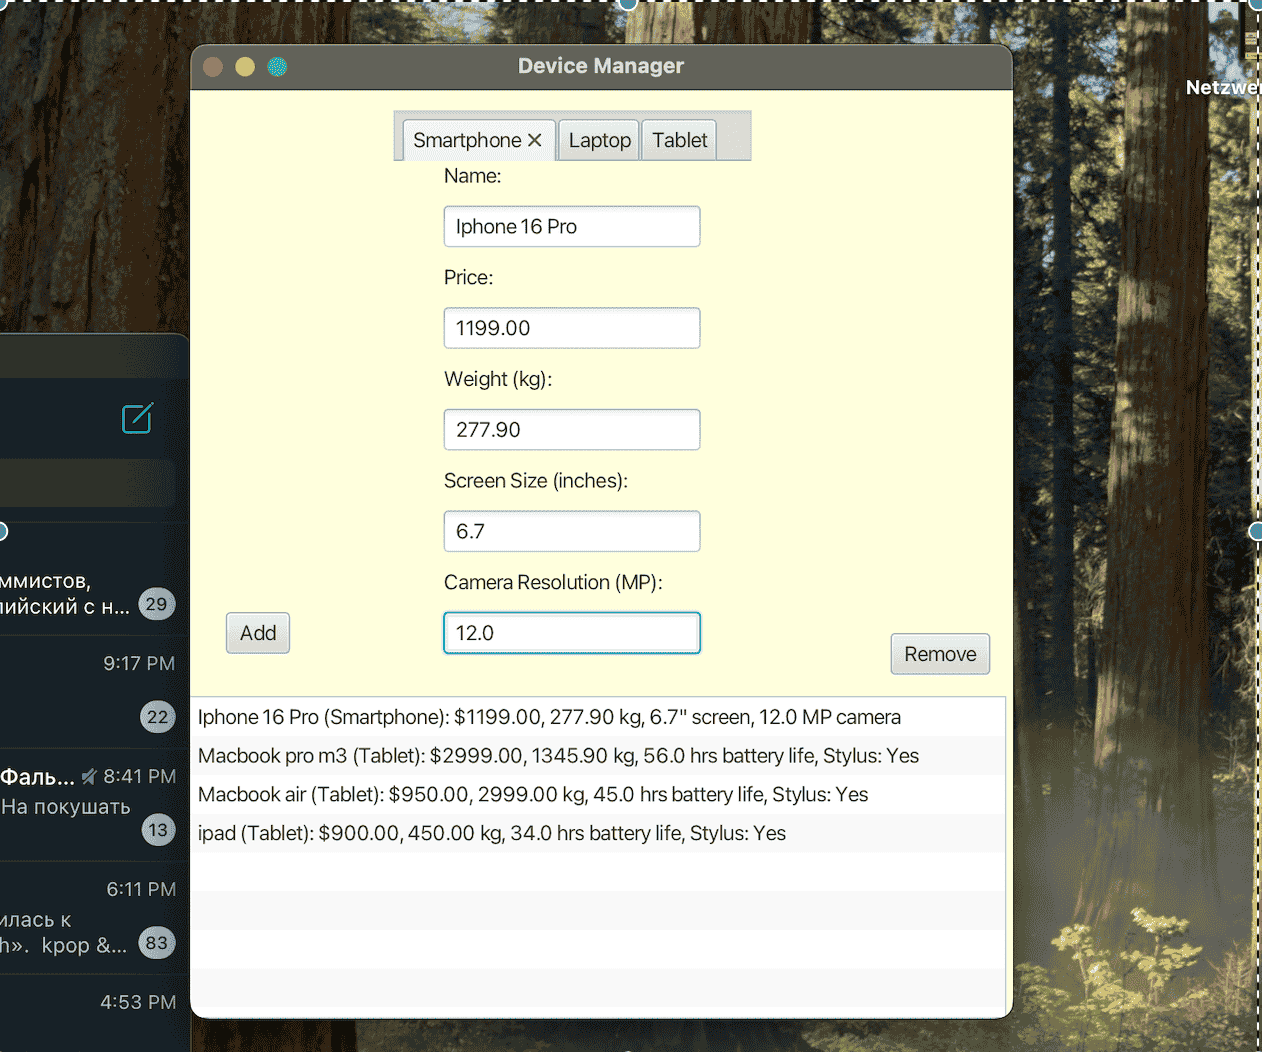 Device Manager
Netzwer
Smartphone ✕ Laptop Tablet
Name:
Iphone 16 Pro
Price:
1199.00
Weight (kg):
277.90
Screen Size (inches):
6.7
Camera Resolution (MP):
12.0
Add
Remove
Iphone 16 Pro (Smartphone): $1199.00, 277.90 kg, 6.7" screen, 12.0 MP camera
Macbook pro m3 (Tablet): $2999.00, 1345.90 kg, 56.0 hrs battery life, Stylus: Yes
Macbook air (Tablet): $950.00, 2999.00 kg, 45.0 hrs battery life, Stylus: Yes
ipad (Tablet): $900.00, 450.00 kg, 34.0 hrs battery life, Stylus: Yes
ммистов,
лийский с н... 29
9:17 PM
22
Фаль... 8:41 PM
На покушать
13
6:11 PM
илась к
h». kpop &... 83
4:53 PM